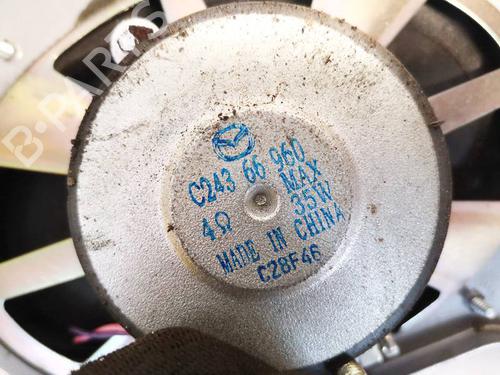 B-PARTS
C243 66 960
MAX
4Ω 35W
MADE IN CHINA
C28F46